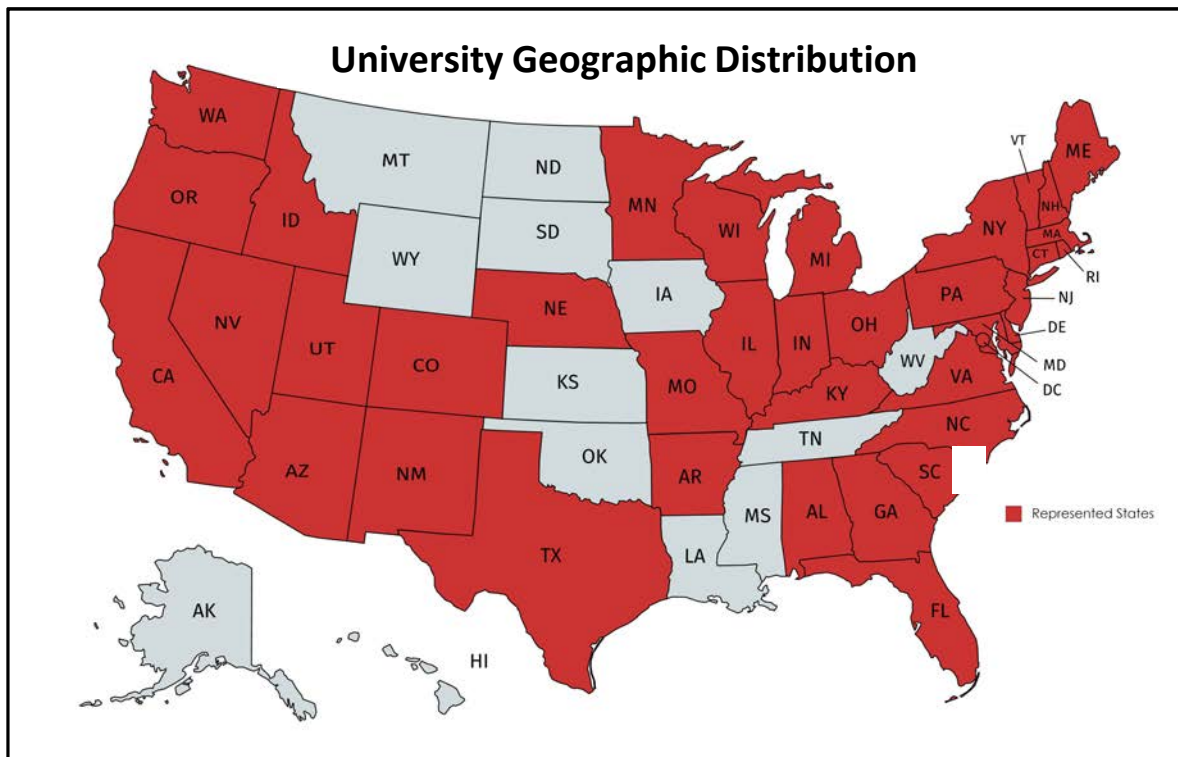 University Geographic Distribution
WA
MT
ND
MN
VT
ME
OR
ID
SD
WI
NY
NH
MA
CT
RI
WY
MI
IA
PA
NJ
NE
NV
UT
CO
IL
IN
OH
DE
MD
DC
WV
VA
CA
KS
MO
KY
NC
TN
OK
AR
SC
AZ
NM
MS
AL
GA
Represented States
TX
LA
FL
AK
HI